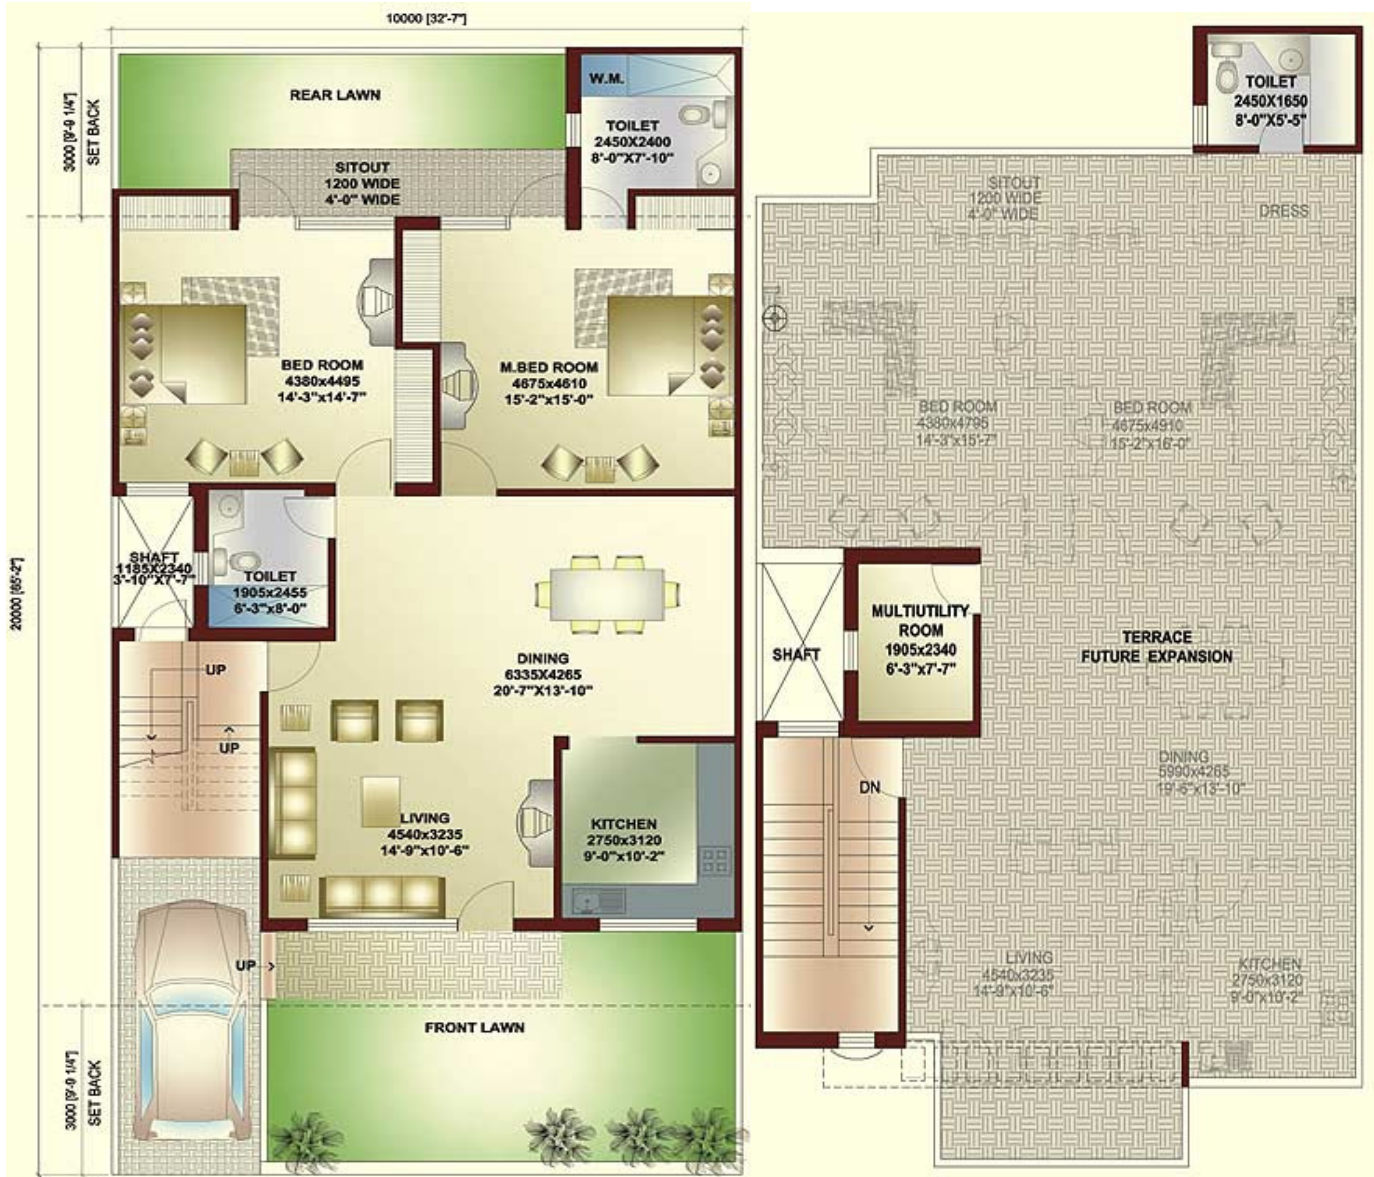 10000 [32'-7"]
3000 [9'-9 1/4"]
SET BACK
REAR LAWN
W.M.
TOILET
2450X2400
8'-0"X7'-10"
SITOUT
1200 WIDE
4'-0" WIDE
BED ROOM
4380x4495
14'-3"x14'-7"
M.BED ROOM
4675x4610
15'-2"x15'-0"
20000 [65'-2"]
SHAFT
1185X2340
3'-10"X7'-7"
TOILET
1905x2455
6'-3"x8'-0"
UP
UP
DINING
6335X4265
20'-7"X13'-10"
LIVING
4540x3235
14'-9"x10'-6"
KITCHEN
2750x3120
9'-0"x10'-2"
UP
FRONT LAWN
3000 [9'-9 1/4"]
SET BACK
TOILET
2450X1650
8'-0"X5'-5"
SITOUT
1200 WIDE
4'-0" WIDE
DRESS
BED ROOM
4380x4795
14'-3"x15'-7"
BED ROOM
4675x4910
15'-2"x16'-0"
SHAFT
MULTIUTILITY
ROOM
1905x2340
6'-3"x7'-7"
TERRACE
FUTURE EXPANSION
DN
DINING
5990x4265
19'-6"x13'-10"
LIVING
4540x3235
14'-9"x10'-6"
KITCHEN
2750x3120
9'-0"x10'-2"